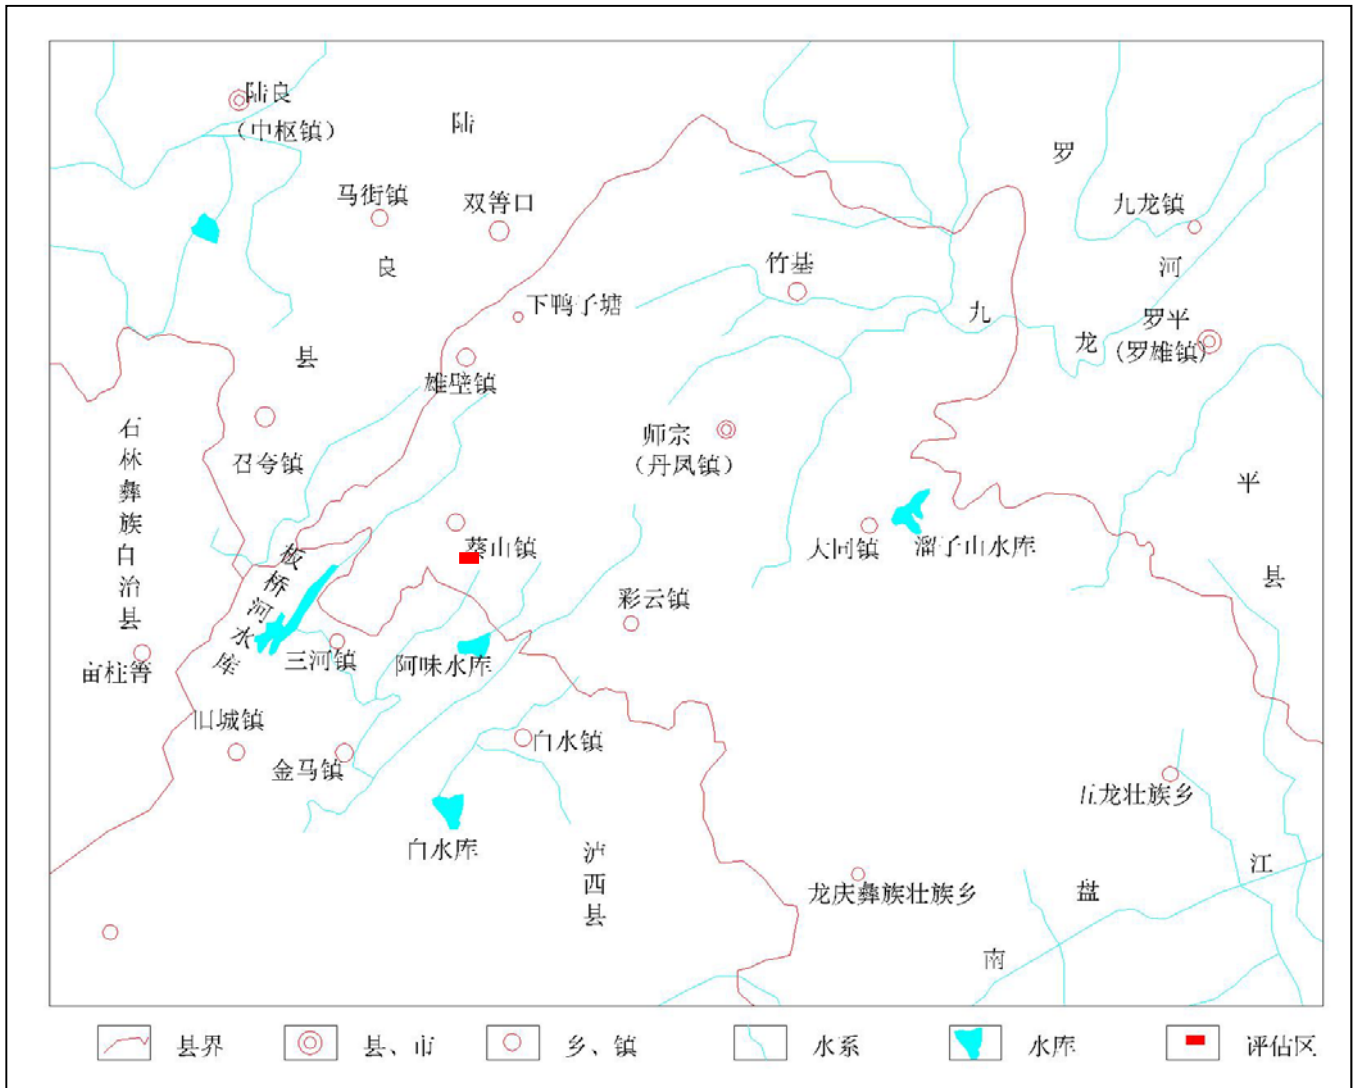 陆良
（中枢镇）
陆
罗
马街镇
双箐口
九龙镇
良
竹基
河
下鸭子塘
九
罗平
（罗雄镇）
龙
县
雄壁镇
石林彝族自治县
师宗
（丹凤镇）
召夸镇
平
葵山镇
大同镇
溜子山水库
板桥河水库
县
彩云镇
三河镇
阿味水库
亩柱箐
旧城镇
白水镇
金马镇
五龙壮族乡
白水库
泸西县
江
龙庆彝族壮族乡
盘
南
县界
县、市
乡、镇
水系
水库
评估区